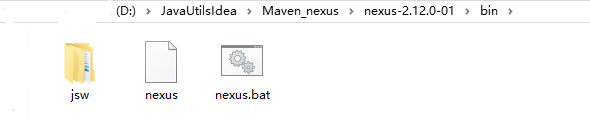 (D:) > JavaUtilsIdea > Maven_nexus > nexus-2.12.0-01 > bin >
jsw nexus nexus.bat